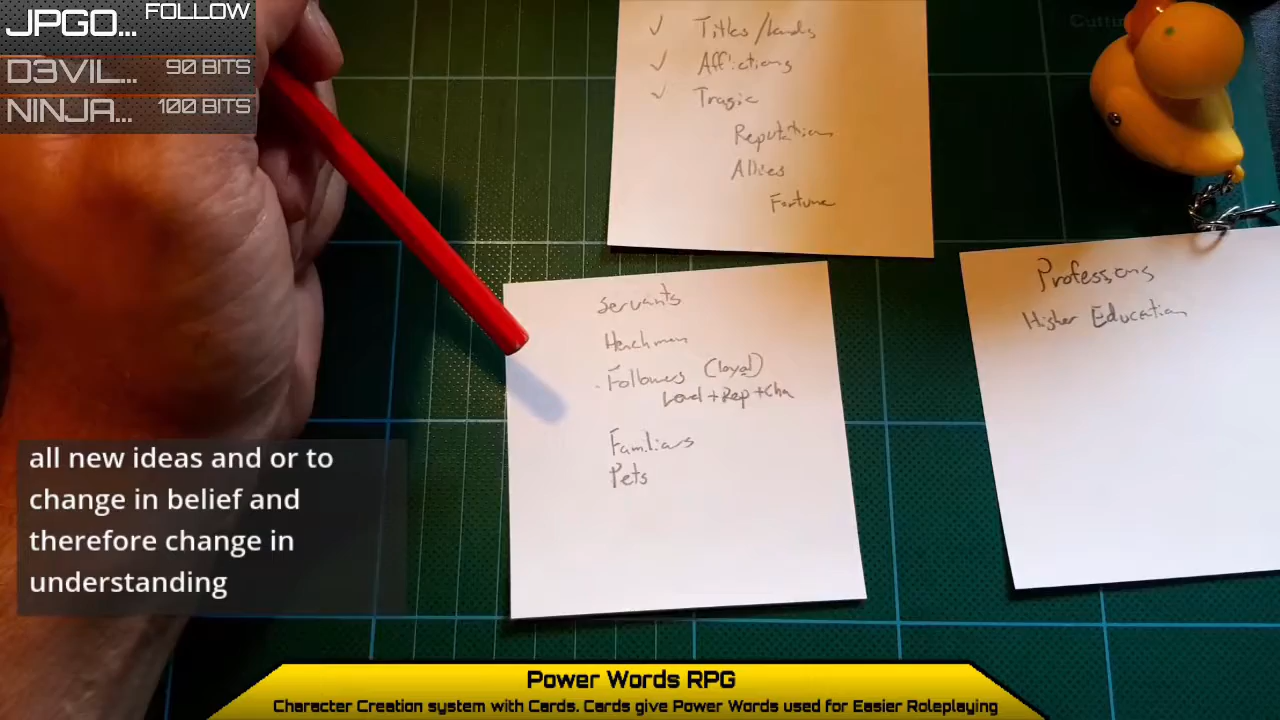 JPGO...
FOLLOW
D3VIL...
90 BITS
NINJA...
100 BITS
✓ Titles/Lands
✓ Afflictions
✓ Tragic
Reputation
Allies
Fortune
Servants
Henchman
Followers (loyal)
Level + Rep + Cha
Familiars
Pets
Professions
Higher Education
all new ideas and or to
change in belief and
therefore change in
understanding
Power Words RPG
Character Creation system with Cards. Cards give Power Words used for Easier Roleplaying